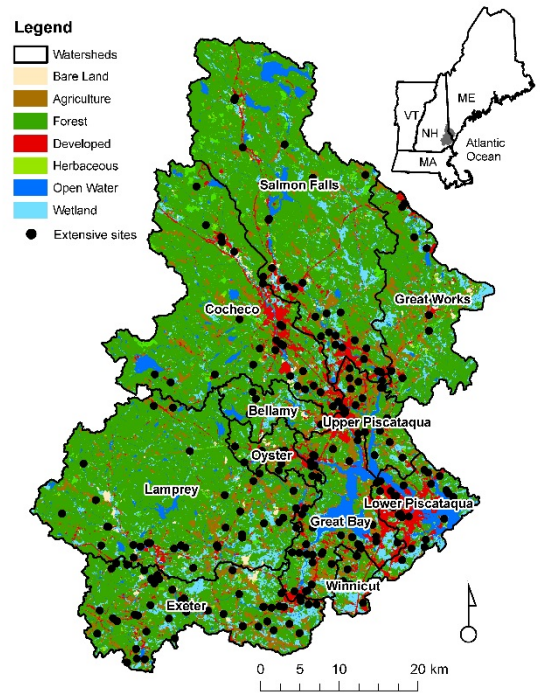 Legend
Watersheds
Bare Land
Agriculture
Forest
Developed
Herbaceous
Open Water
Wetland
Extensive sites
ME
VT
NH
MA
Atlantic
Ocean
Salmon Falls
Great Works
Cocheco
Bellamy
Upper Piscataqua
Oyster
Lamprey
Lower Piscataqua
Great Bay
Winnicut
Exeter
0 5 10 20 km